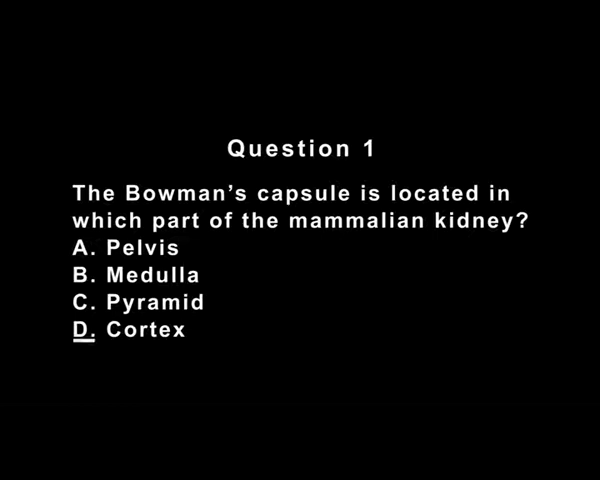 Question 1
The Bowman’s capsule is located in
which part of the mammalian kidney?
A. Pelvis
B. Medulla
C. Pyramid
D. Cortex